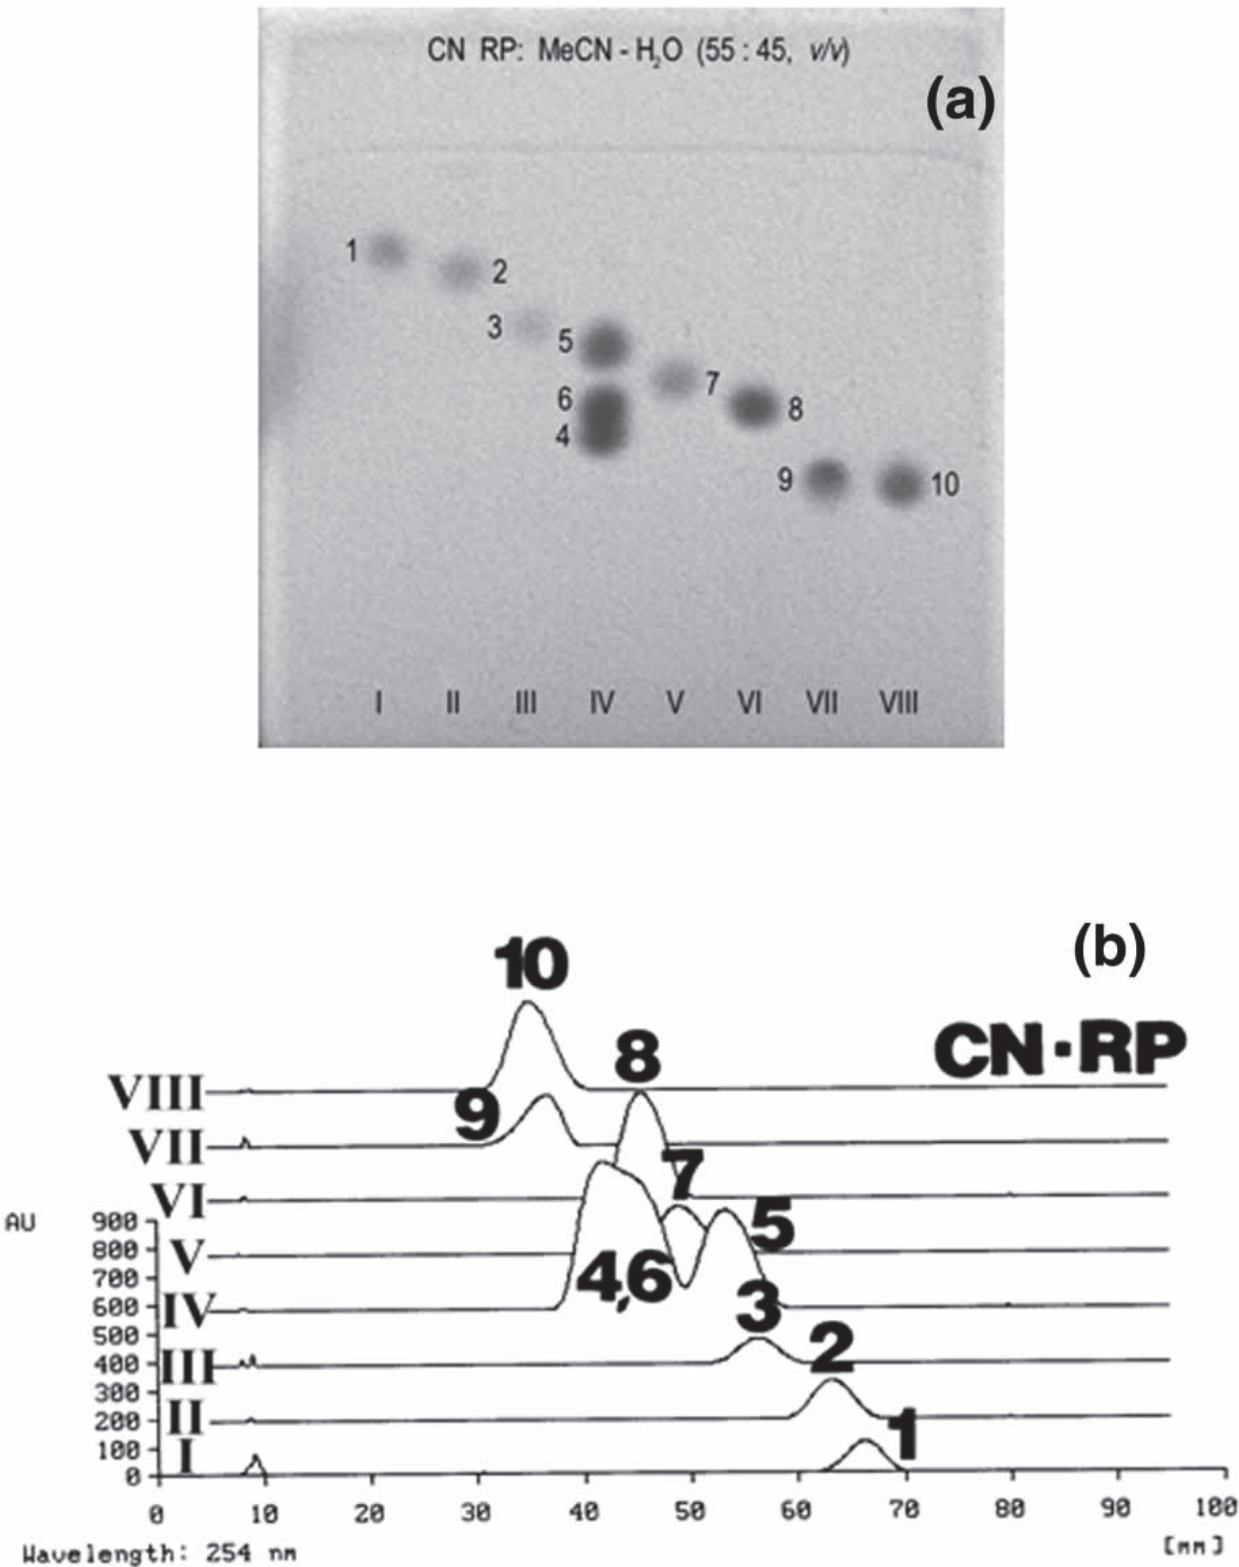 CN RP: MeCN - H₂O (55 : 45, v/v)
(a)
1
2
3
5
6
4
7
8
9
10
I II III IV V VI VII VIII
(b)
CN·RP
10
8
9
7
5
4,6
3
2
1
VIII
VII
VI
V
IV
III
II
I
AU
900
800
700
600
500
400
300
200
100
0
0 10 20 30 40 50 60 70 80 90 100
Wavelength: 254 nm [mm]